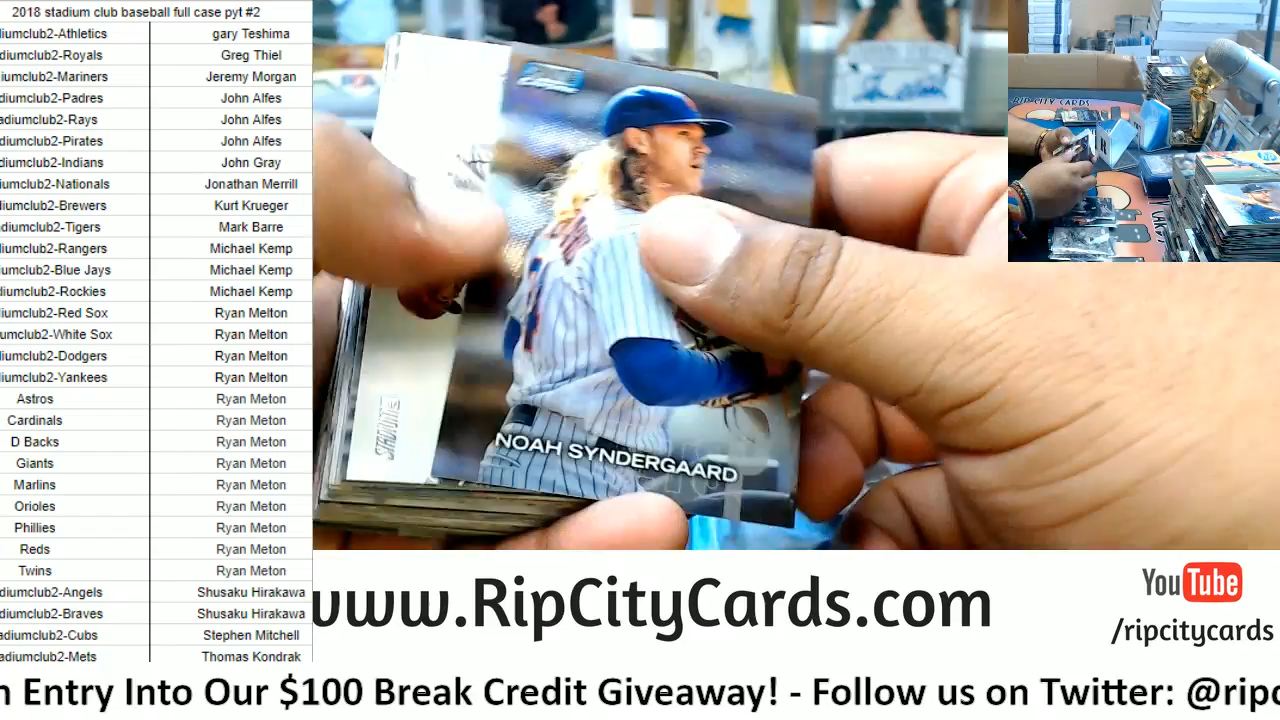 2018 stadium club baseball full case pyt #2
diumclub2-Athletics gary Teshima
diumclub2-Royals Greg Thiel
diumclub2-Mariners Jeremy Morgan
diumclub2-Padres John Alfes
adiumclub2-Rays John Alfes
diumclub2-Pirates John Alfes
diumclub2-Indians John Gray
iumclub2-Nationals Jonathan Merrill
diumclub2-Brewers Kurt Krueger
adiumclub2-Tigers Mark Barre
diumclub2-Rangers Michael Kemp
iumclub2-Blue Jays Michael Kemp
diumclub2-Rockies Michael Kemp
iumclub2-Red Sox Ryan Melton
umclub2-White Sox Ryan Melton
iumclub2-Dodgers Ryan Melton
iumclub2-Yankees Ryan Melton
Astros Ryan Meton
Cardinals Ryan Meton
D Backs Ryan Meton
Giants Ryan Meton
Marlins Ryan Meton
Orioles Ryan Meton
Phillies Ryan Meton
Reds Ryan Meton
Twins Ryan Meton
diumclub2-Angels Shusaku Hirakawa
diumclub2-Braves Shusaku Hirakawa
adiumclub2-Cubs Stephen Mitchell
adiumclub2-Mets Thomas Kondrak
STADIUM
NOAH SYNDERGAARD
RIP CITY CARDS
www.RipCityCards.com
YouTube
/ripcitycards
n Entry Into Our $100 Break Credit Giveaway! - Follow us on Twitter: @ripc